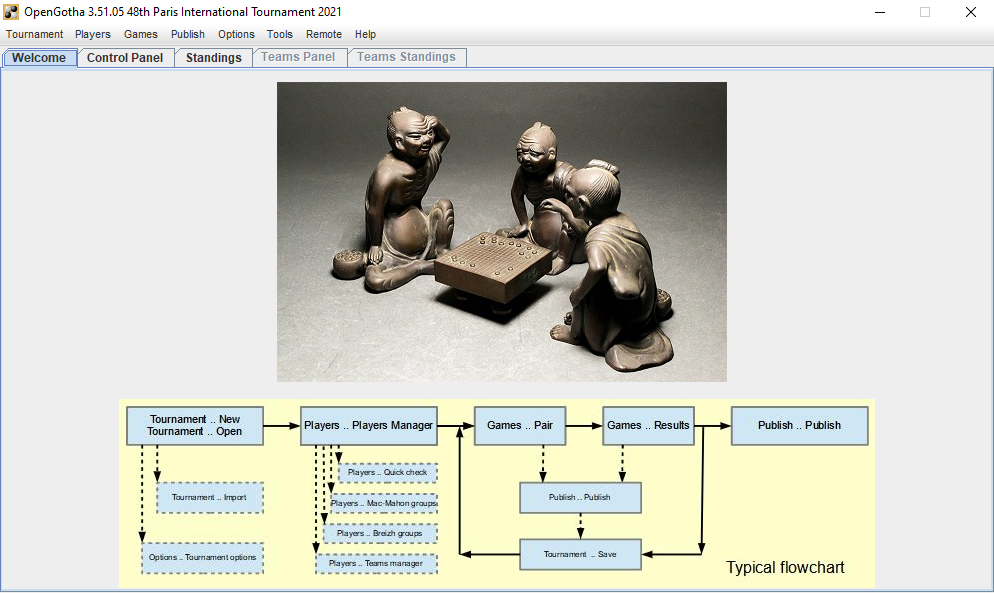 OpenGotha 3.51.05 48th Paris International Tournament 2021
Tournament Players Games Publish Options Tools Remote Help
Welcome Control Panel Standings Teams Panel Teams Standings
Tournament .. New
Tournament .. Open
Players .. Players Manager
Games .. Pair
Games .. Results
Publish .. Publish
Players .. Quick check
Tournament .. Import
Players .. Mac-Mahon groups
Publish .. Publish
Players .. Breizh groups
Options .. Tournament options
Players .. Teams manager
Tournament .. Save
Typical flowchart